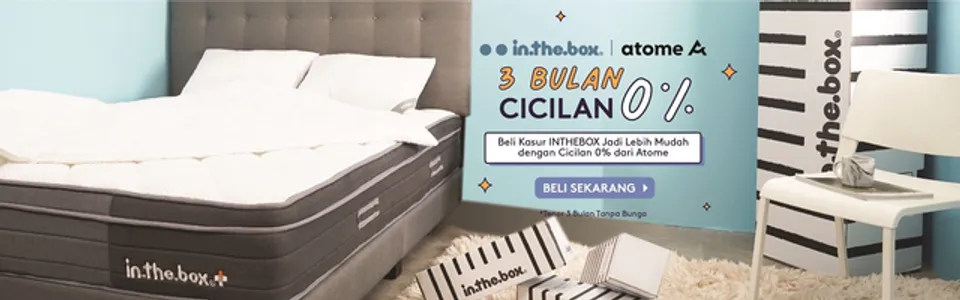 in.the.box®
atome
3 BULAN
CICILAN 0%
Beli Kasur INTHEBOX Jadi Lebih Mudah
dengan Cicilan 0% dari Atome
BELI SEKARANG
*Tenor 3 Bulan Tanpa Bunga
in.the.box®
in.the.box®+
in.the.box®